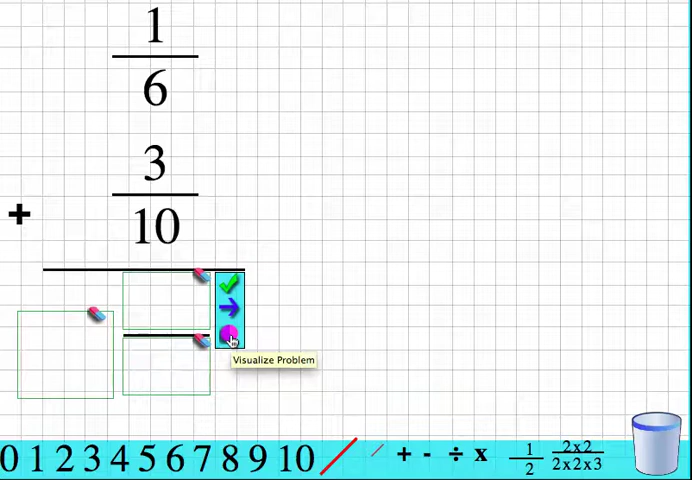 1
6
3
+
10
Visualize Problem
0 1 2 3 4 5 6 7 8 9 10 / / + - ÷ x 1/2 2x2/2x2x3